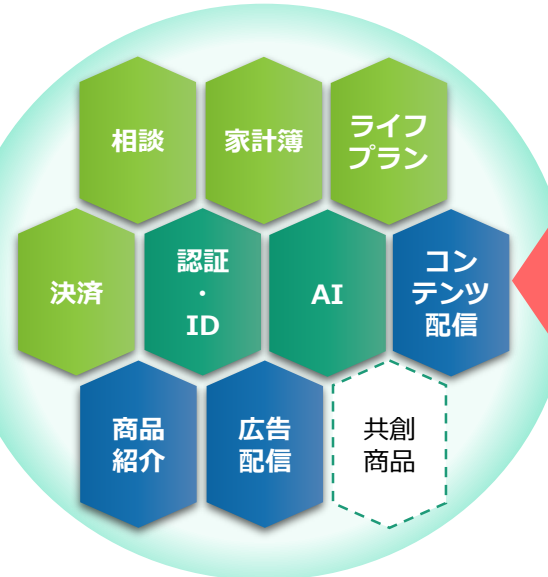 相談
家計簿
ライフ
プラン
決済
認証
・
ID
AI
コン
テンツ
配信
商品
紹介
広告
配信
共創
商品